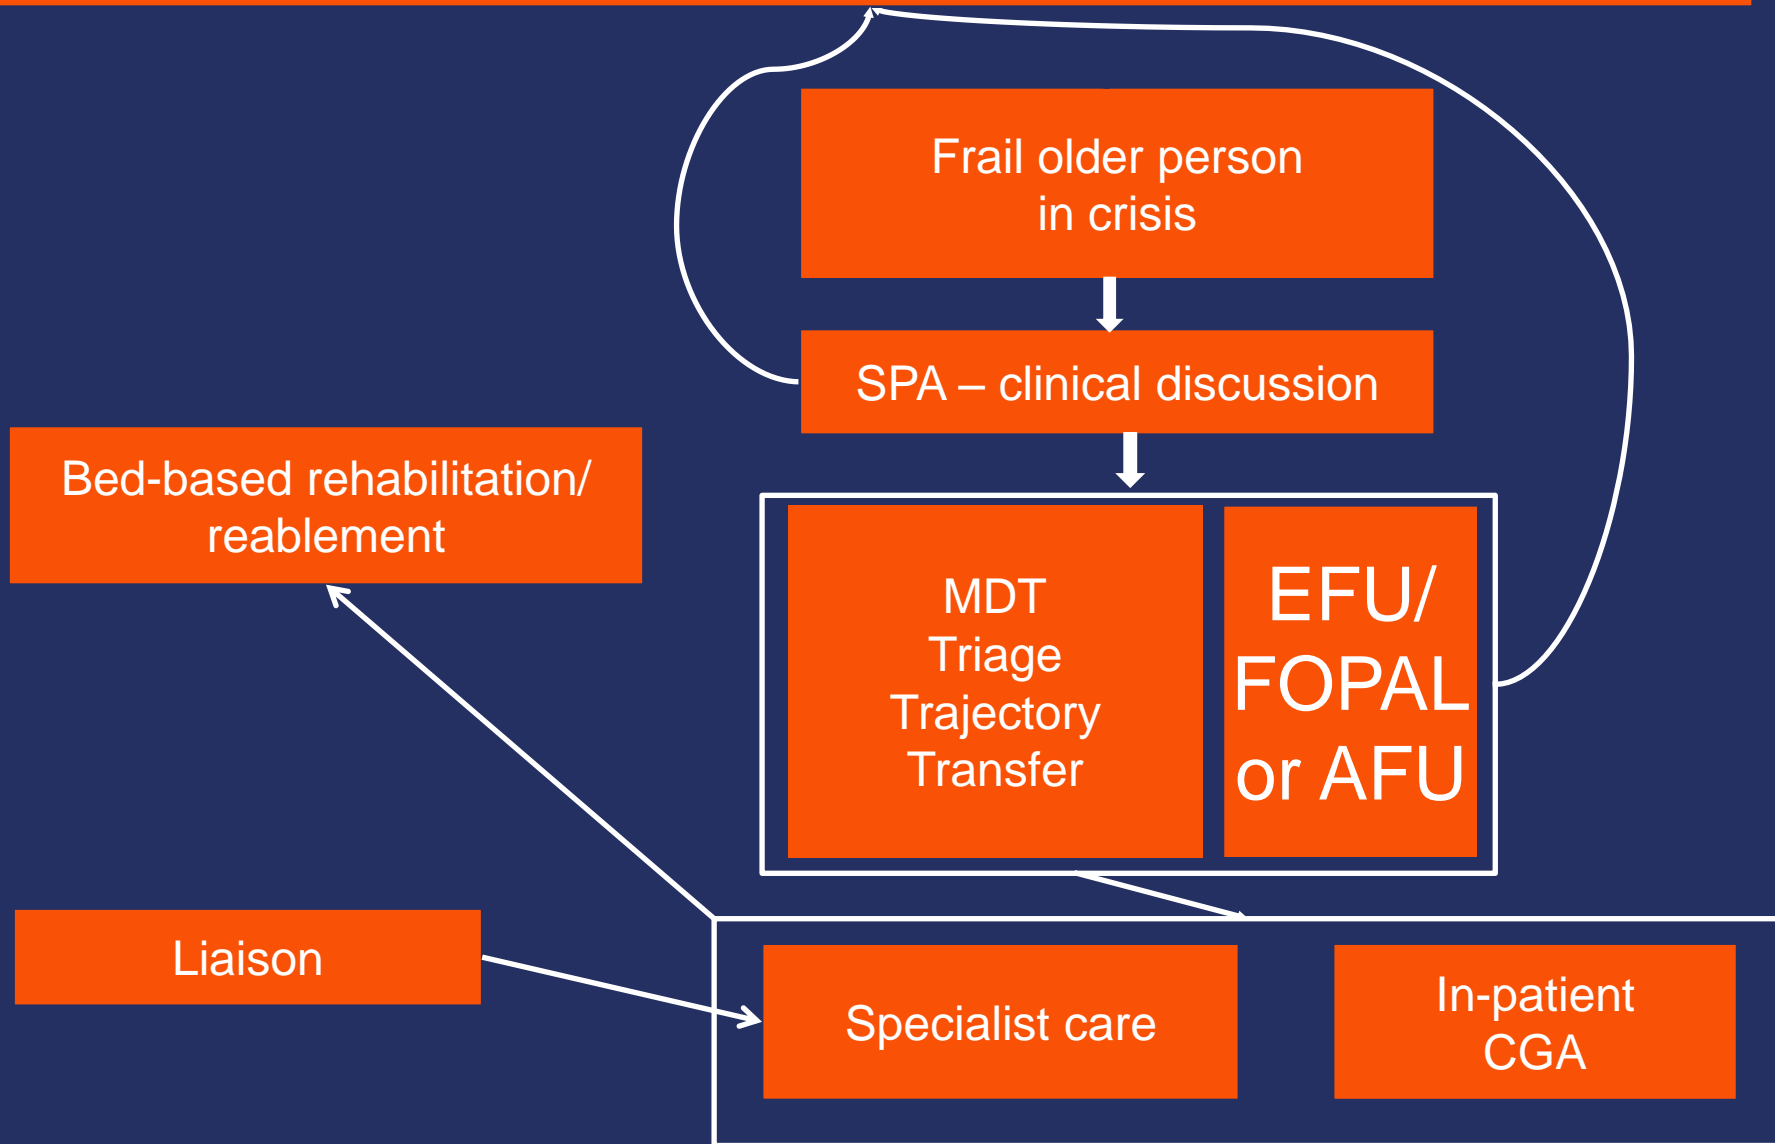 Frail older person
in crisis
SPA – clinical discussion
Bed-based rehabilitation/
reablement
MDT
Triage
Trajectory
Transfer
EFU/
FOPAL
or AFU
Liaison
Specialist care
In-patient
CGA